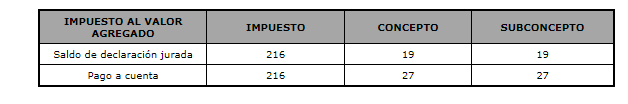 IMPUESTO AL VALOR AGREGADO IMPUESTO CONCEPTO SUBCONCEPTO
Saldo de declaración jurada 216 19 19
Pago a cuenta 216 27 27